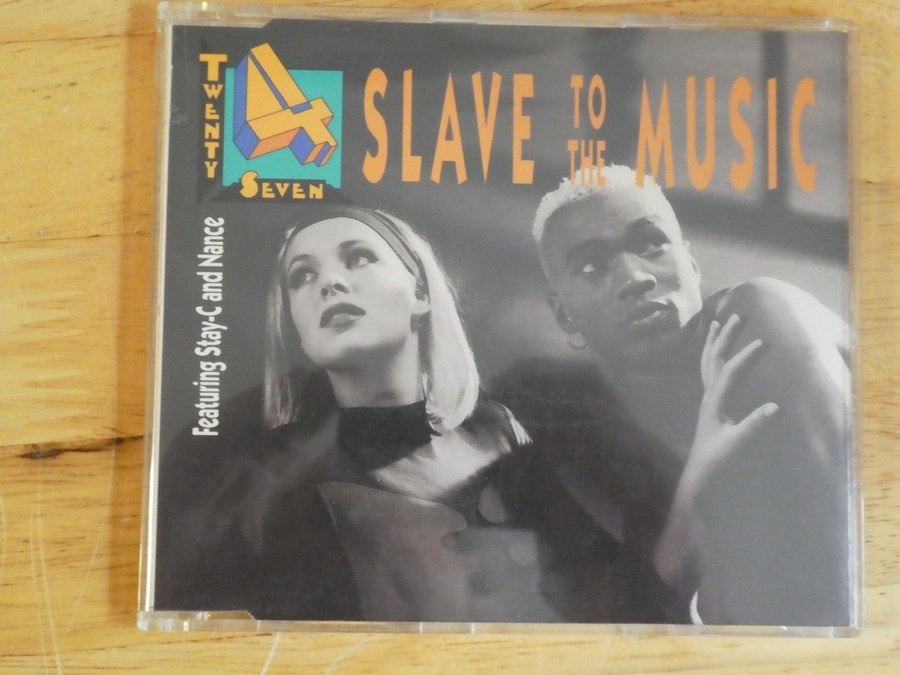 TWENTY
4
SEVEN
SLAVE TO THE MUSIC
Featuring Stay-C and Nance